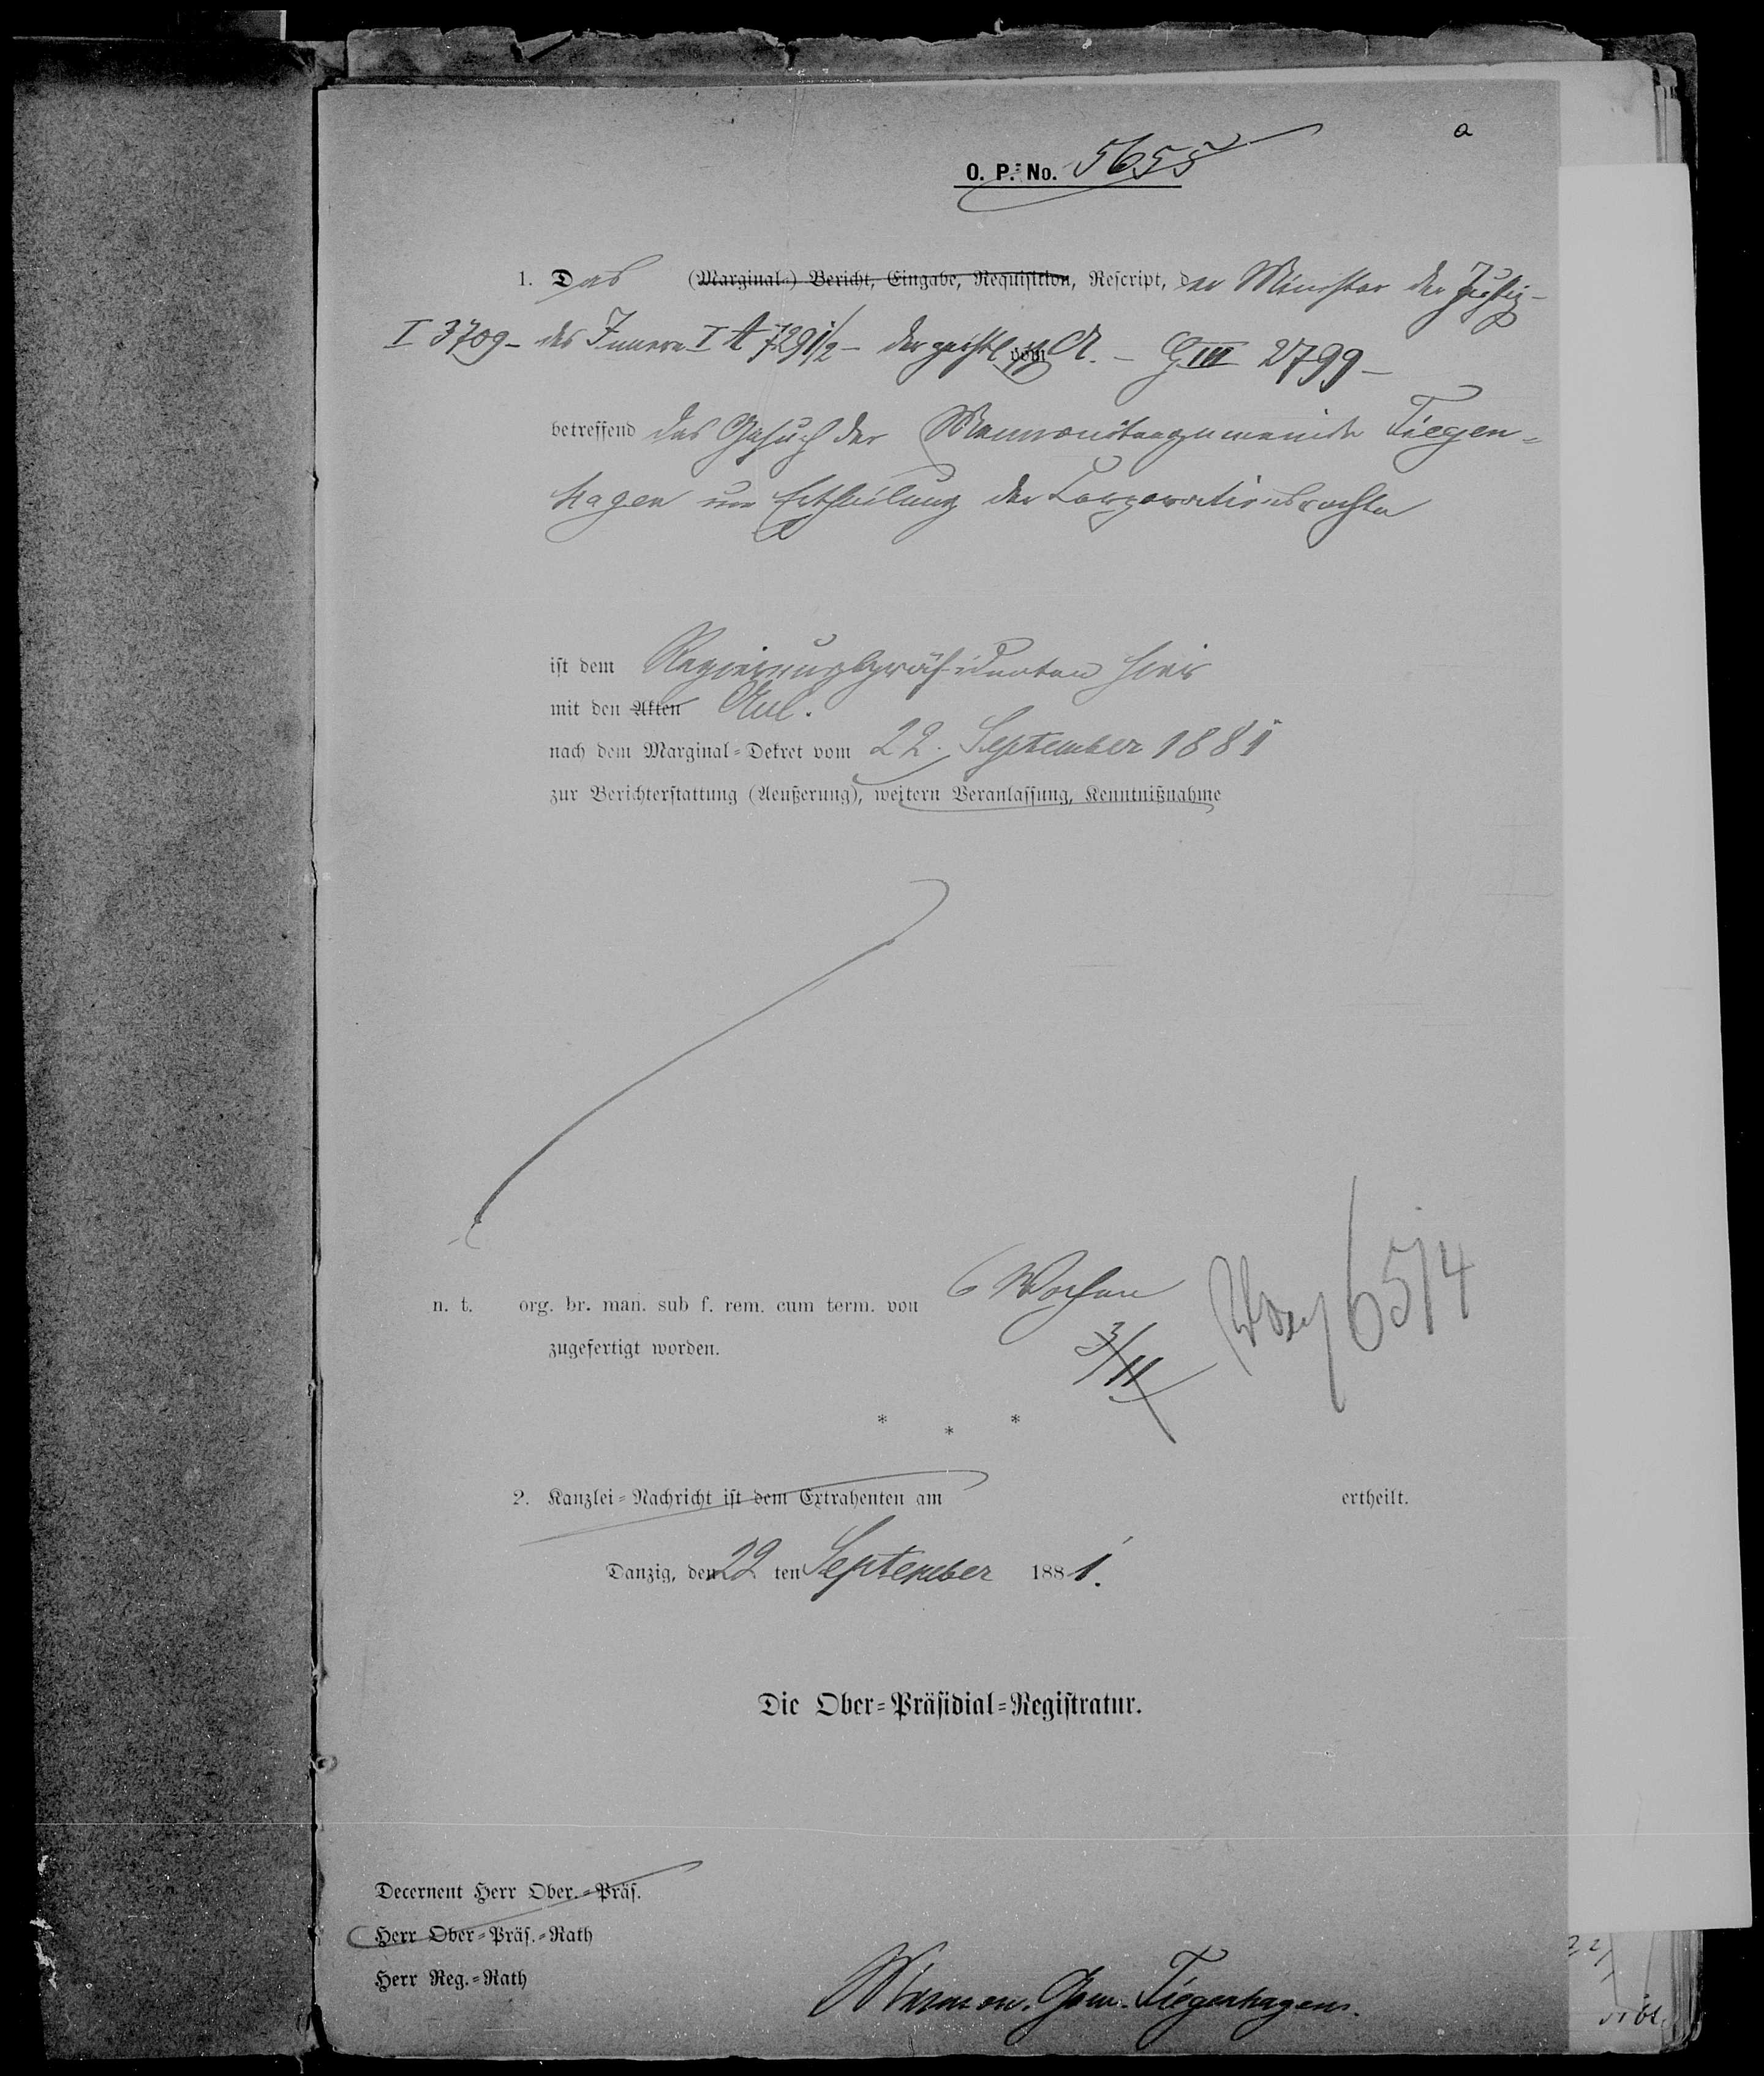 a
O. P. No. 5655
1. Das (Marginal-) Bericht, Eingabe, Requisition, Rescript, der Minister der Justiz –
I 3709 – des Innern I A 7291/2 – der geistl. vom A. – G III 2799 –
betreffend das Gesuch der Mennonitengemeinde Tiegen=
hagen um Ertheilung der Corporationsrechte
ist dem Regierungspräsidenten hier
mit den Akten Anl.
nach dem Marginal=Dekret vom 22. September 1881
zur Berichterstattung (Aeußerung), weitern Veranlassung, Kenntnißnahme
n. t. org. br. man. sub f. rem. cum term. von 6 Wochen
6514
zugefertigt worden.
3/11
* * *
2. Kanzlei=Nachricht ist dem Extrahenten am ertheilt.
Danzig, den 22 ten September 1881.
Die Ober=Präsidial=Registratur.
Decernent Herr Ober.=Präs.
Herr Ober=Präs.=Rath
Herr Reg.=Rath
Mennon. Gem. Tiegenhagen.